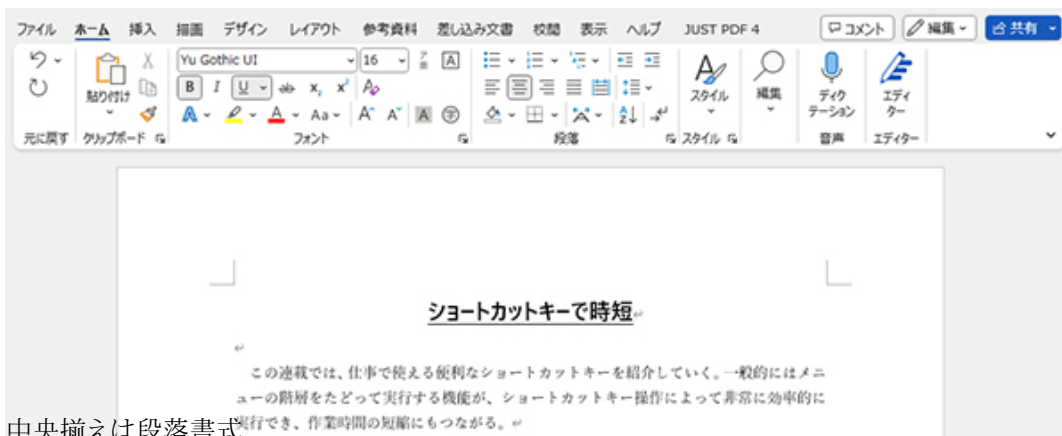 ファイル ホーム 挿入 描画 デザイン レイアウト 参考資料 差し込み文書 校閲 表示 ヘルプ JUST PDF 4 コメント 編集 共有
Yu Gothic UI 16
貼り付け スタイル 編集 ディクテーション エディター
B I U ab x₂ x² A
A A Aa A A A 字
元に戻す クリップボード フォント 段落 スタイル 音声 エディター
ショートカットキーで時短
この連載では、仕事で使える便利なショートカットキーを紹介していく。一般的にはメニ
ューの階層をたどって実行する機能が、ショートカットキー操作によって非常に効率的に
実行でき、作業時間の短縮にもつながる。
中央揃えは段落書式